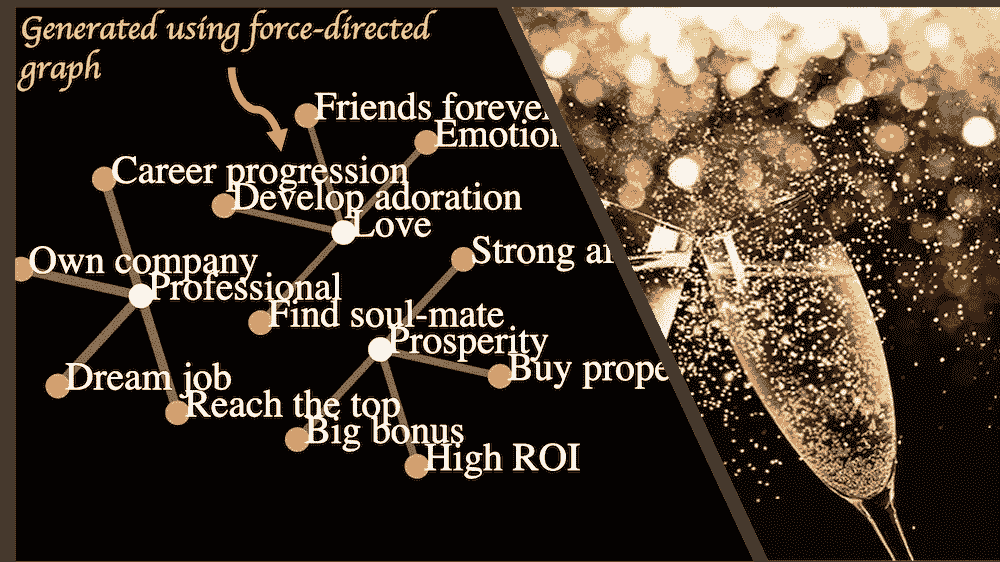 Generated using force-directed
graph
Friends forever
Emotion
Career progression
Develop adoration
Love
Strong
Own company
Professional
Find soul-mate
Prosperity
Buy prope
Dream job
Reach the top
Big bonus
High ROI